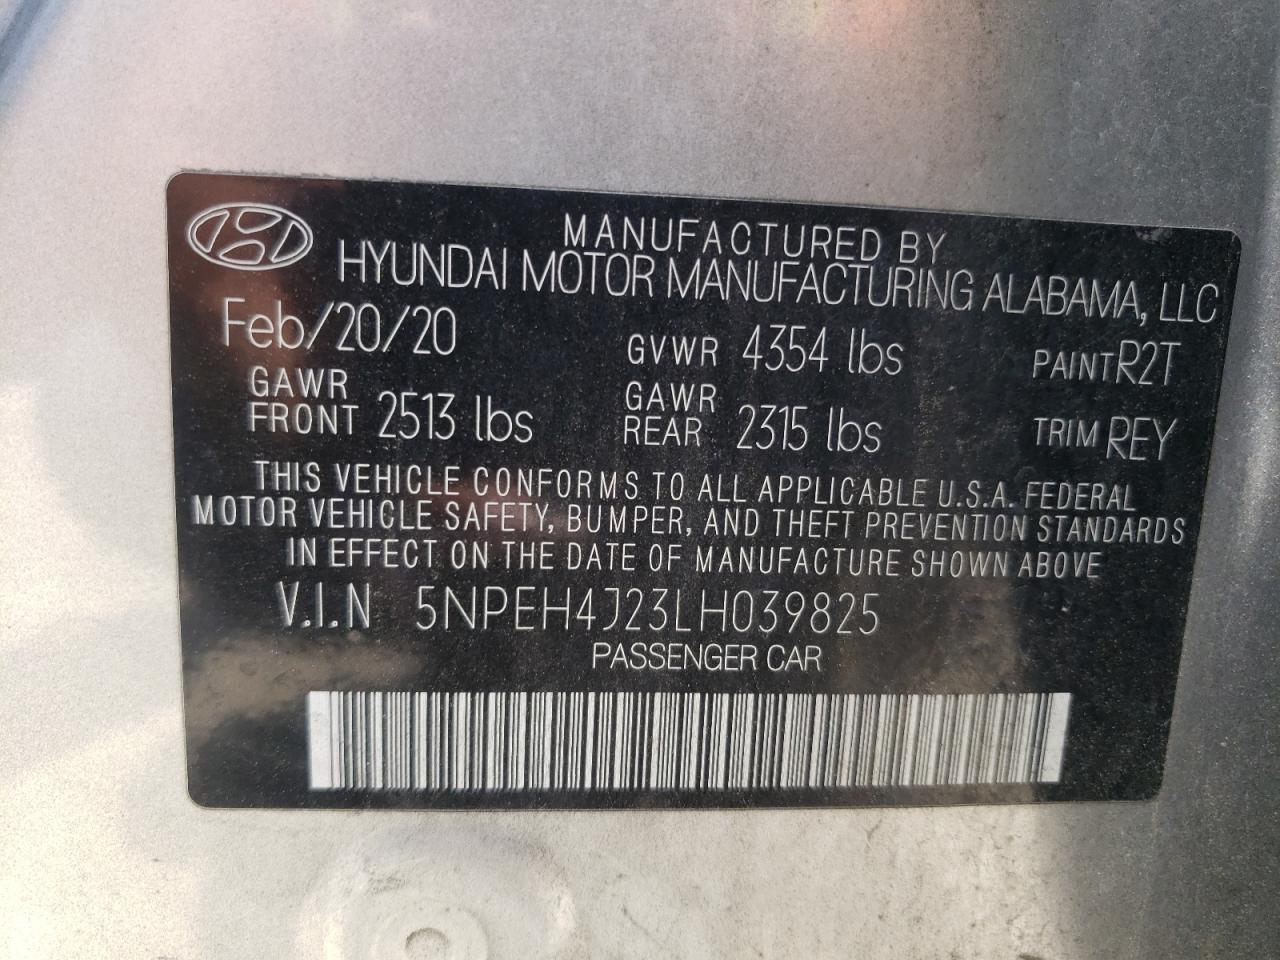 MANUFACTURED BY
HYUNDAI MOTOR MANUFACTURING ALABAMA, LLC
Feb/20/20 GVWR 4354 lbs PAINT R2T
GAWR FRONT 2513 lbs GAWR REAR 2315 lbs TRIM REY
THIS VEHICLE CONFORMS TO ALL APPLICABLE U.S.A. FEDERAL
MOTOR VEHICLE SAFETY, BUMPER, AND THEFT PREVENTION STANDARDS
IN EFFECT ON THE DATE OF MANUFACTURE SHOWN ABOVE
V.I.N 5NPEH4J23LH039825
PASSENGER CAR